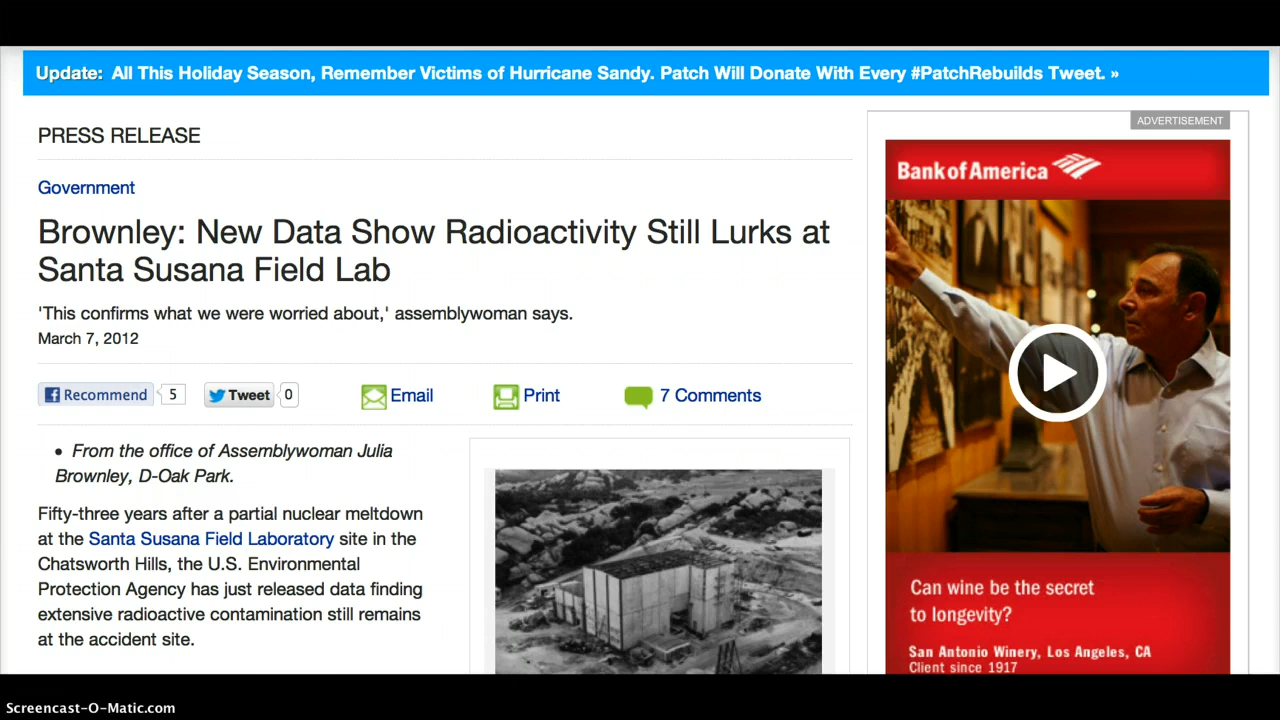 Update: All This Holiday Season, Remember Victims of Hurricane Sandy. Patch Will Donate With Every #PatchRebuilds Tweet. »
PRESS RELEASE
Government
Brownley: New Data Show Radioactivity Still Lurks at
Santa Susana Field Lab
'This confirms what we were worried about,' assemblywoman says.
March 7, 2012
Recommend 5 Tweet 0 Email Print 7 Comments
• From the office of Assemblywoman Julia
Brownley, D-Oak Park.
Fifty-three years after a partial nuclear meltdown
at the Santa Susana Field Laboratory site in the
Chatsworth Hills, the U.S. Environmental
Protection Agency has just released data finding
extensive radioactive contamination still remains
at the accident site.
ADVERTISEMENT
Bank of America
Can wine be the secret
to longevity?
San Antonio Winery, Los Angeles, CA
Client since 1917
Screencast-O-Matic.com